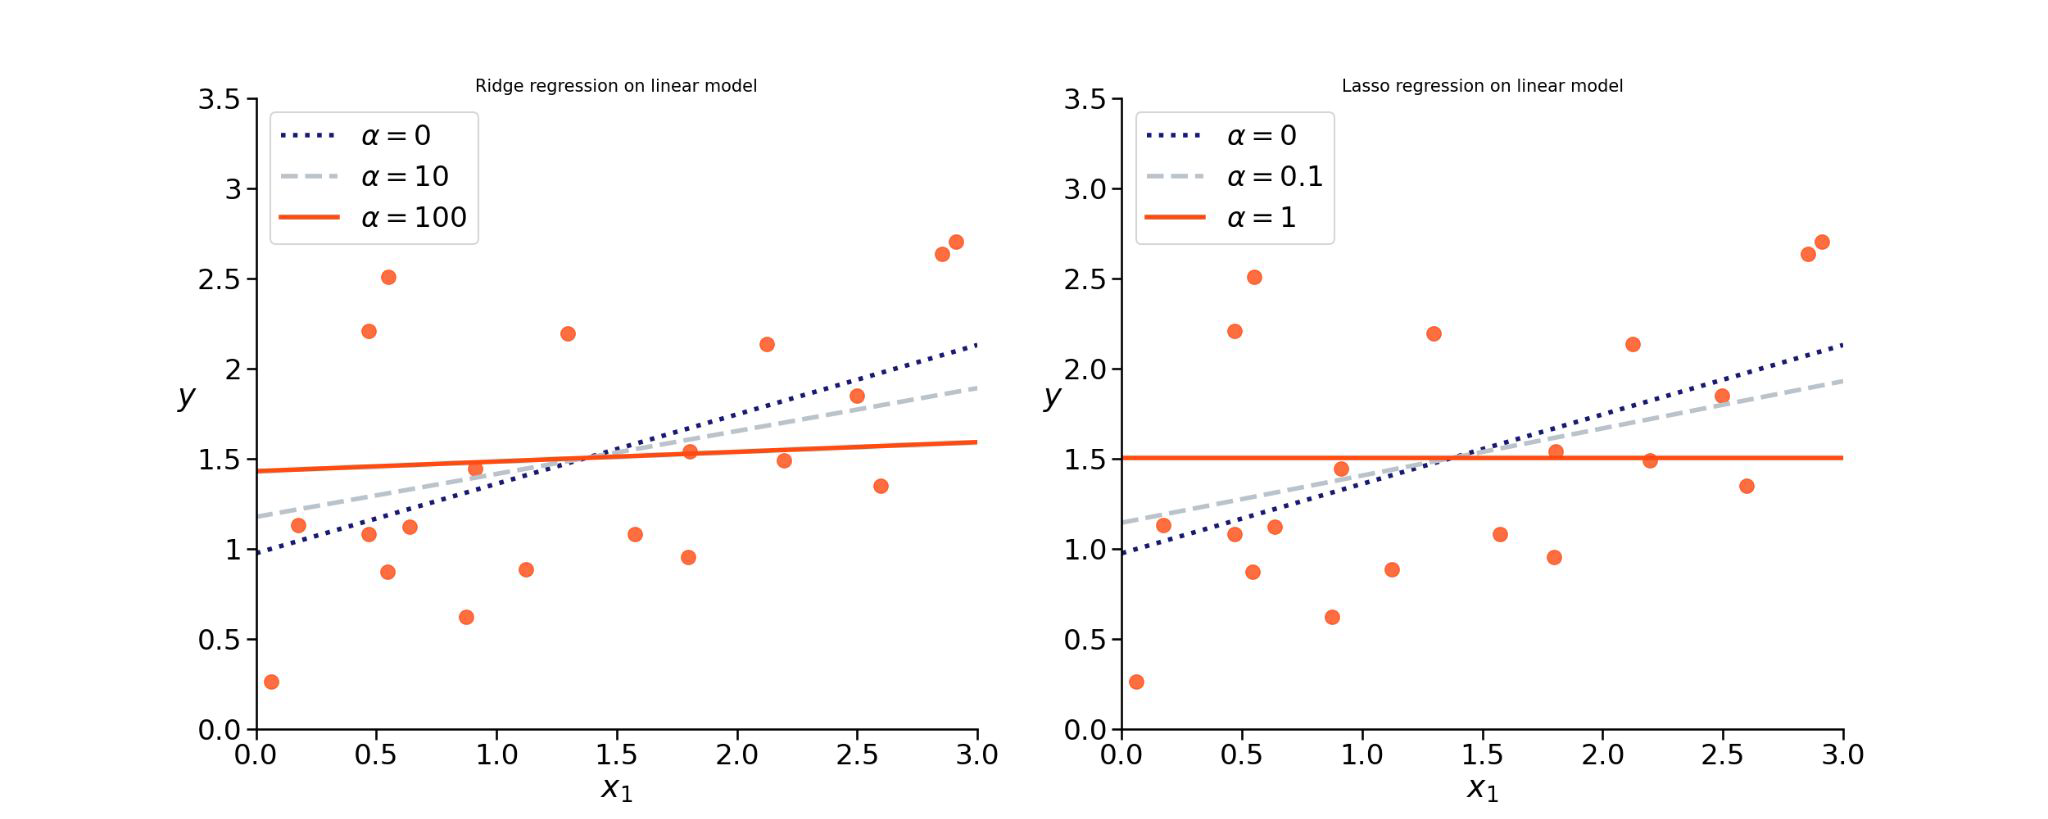 Ridge regression on linear model
3.5
3
2.5
2
1.5
1
0.5
0.0
y
α = 0
α = 10
α = 100
0.0 0.5 1.0 1.5 2.0 2.5 3.0
x₁
Lasso regression on linear model
3.5
3.0
2.5
2.0
1.5
1.0
0.5
0.0
y
α = 0
α = 0.1
α = 1
0.0 0.5 1.0 1.5 2.0 2.5 3.0
x₁